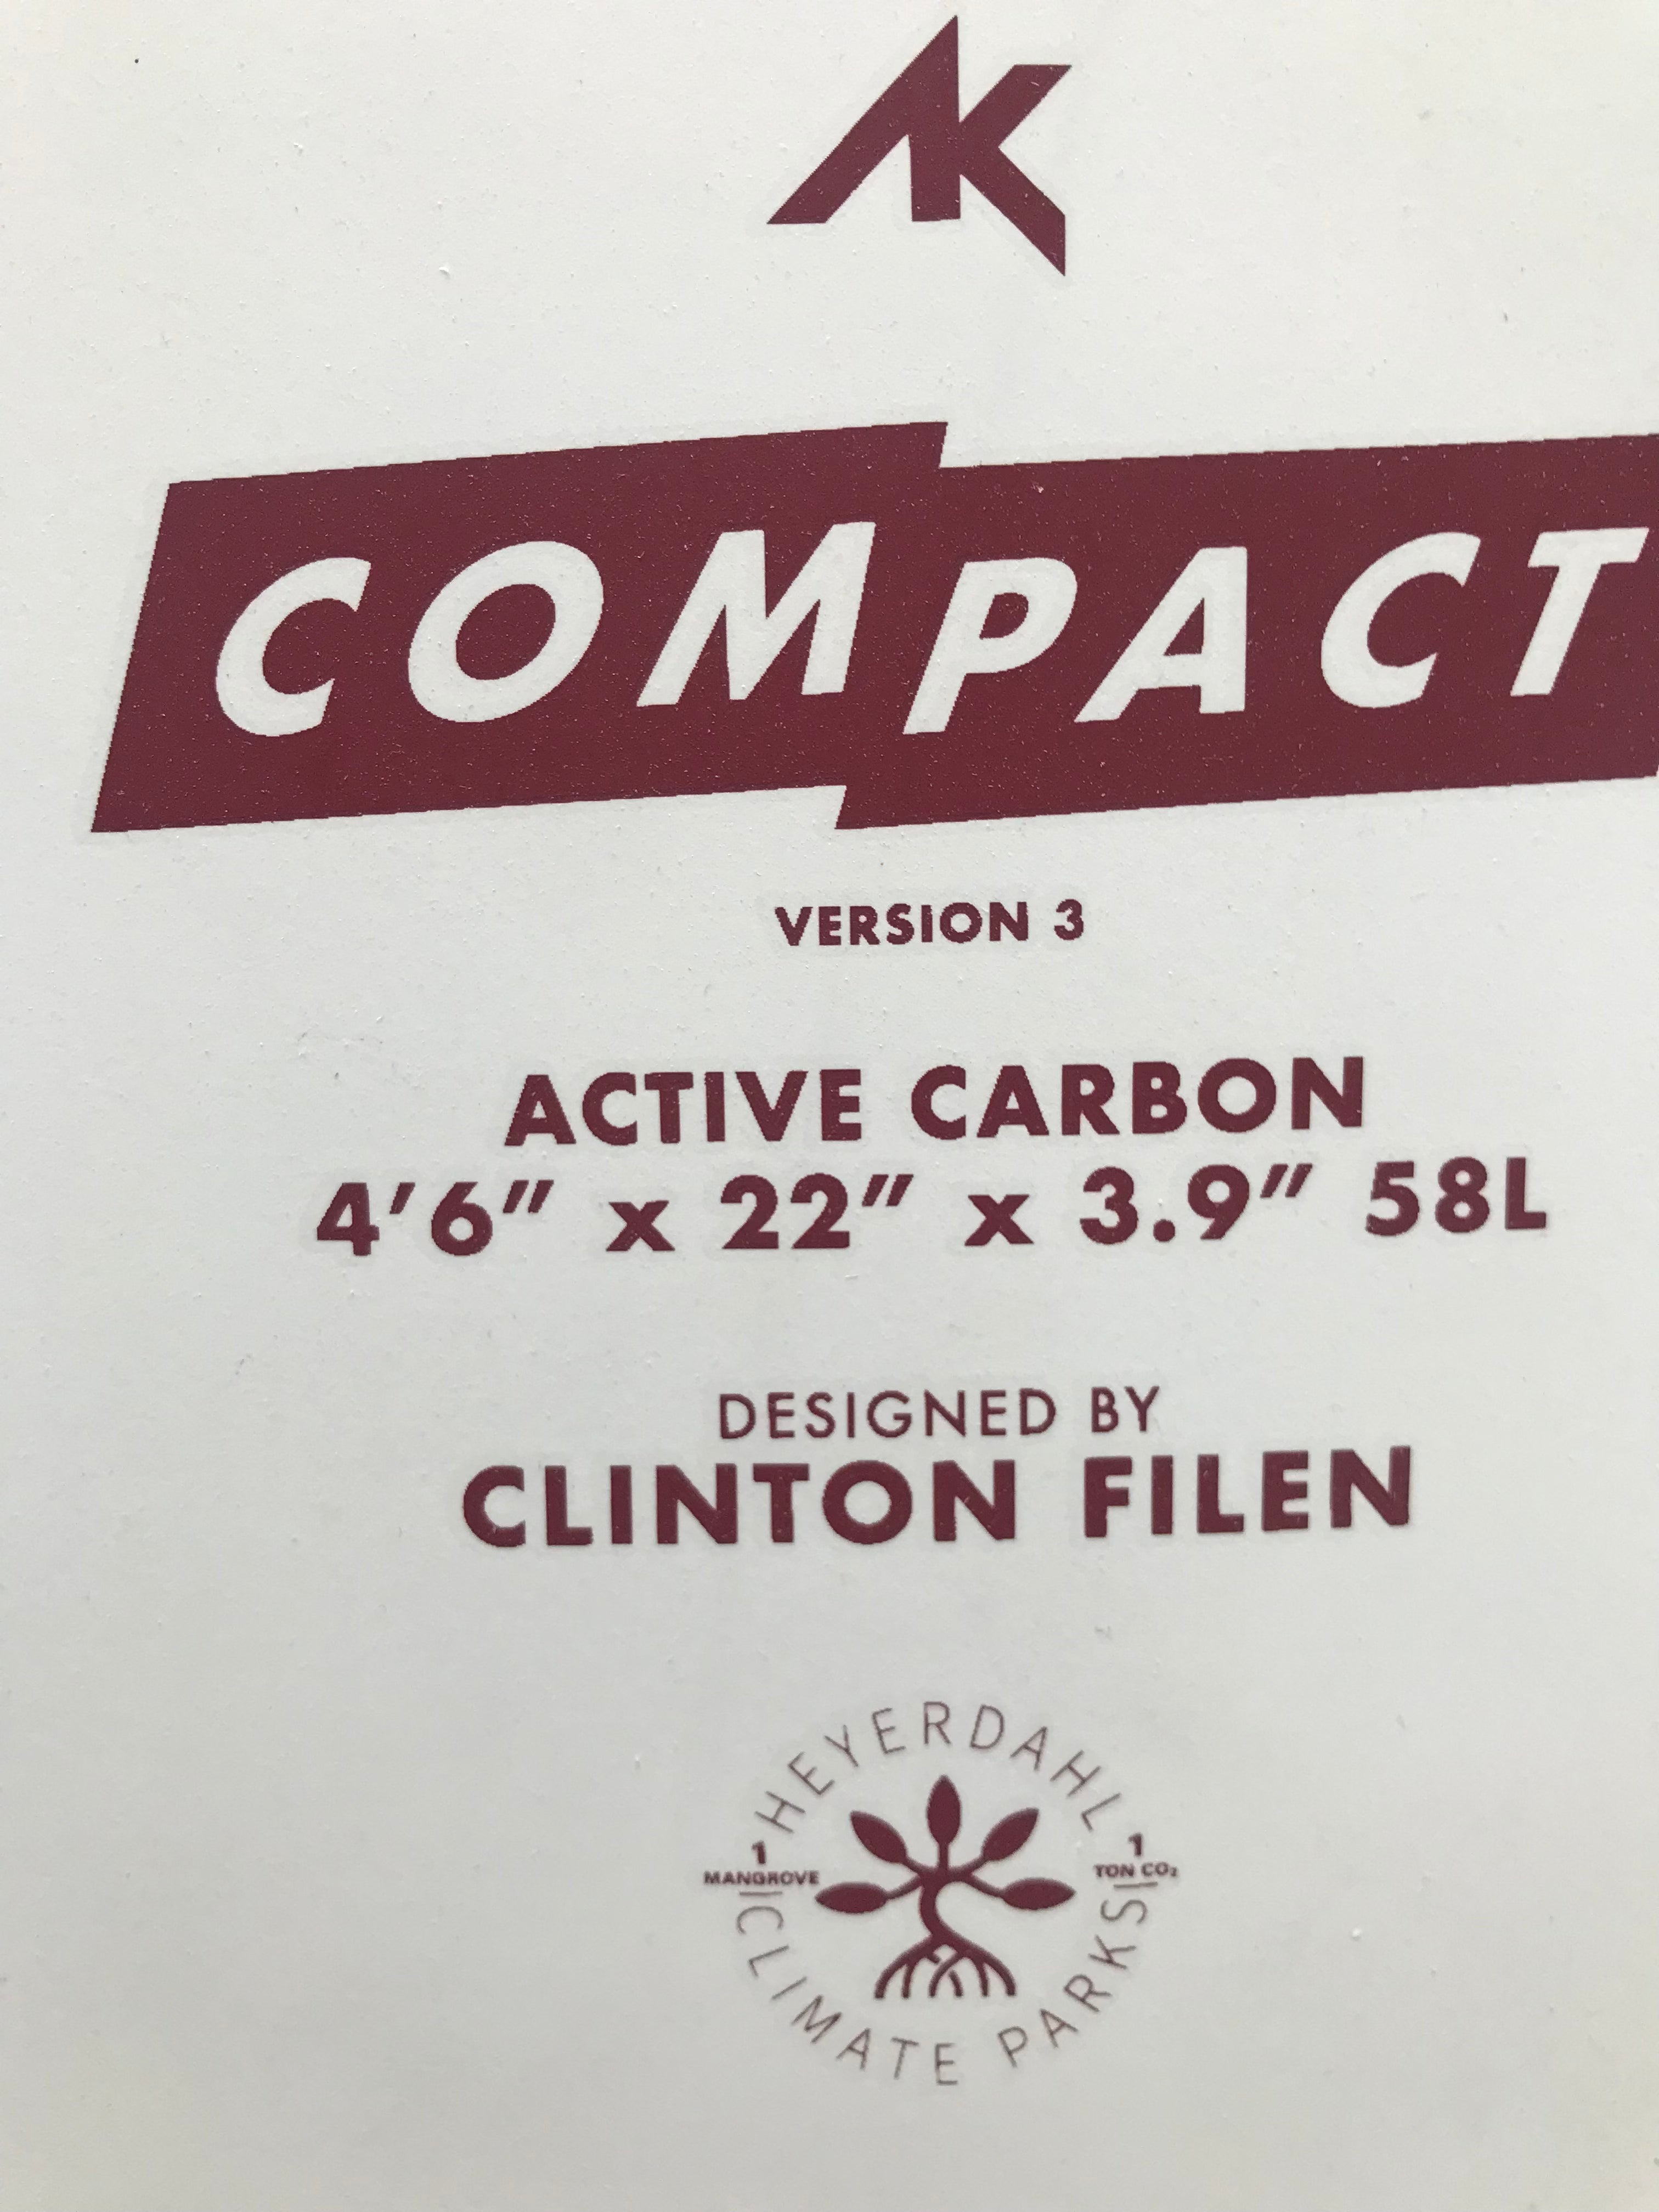 AK
COMPACT
VERSION 3
ACTIVE CARBON
4'6" x 22" x 3.9" 58L
DESIGNED BY
CLINTON FILEN
HEYERDAHL
1
MANGROVE
1
TON CO₂
CLIMATE PARKS